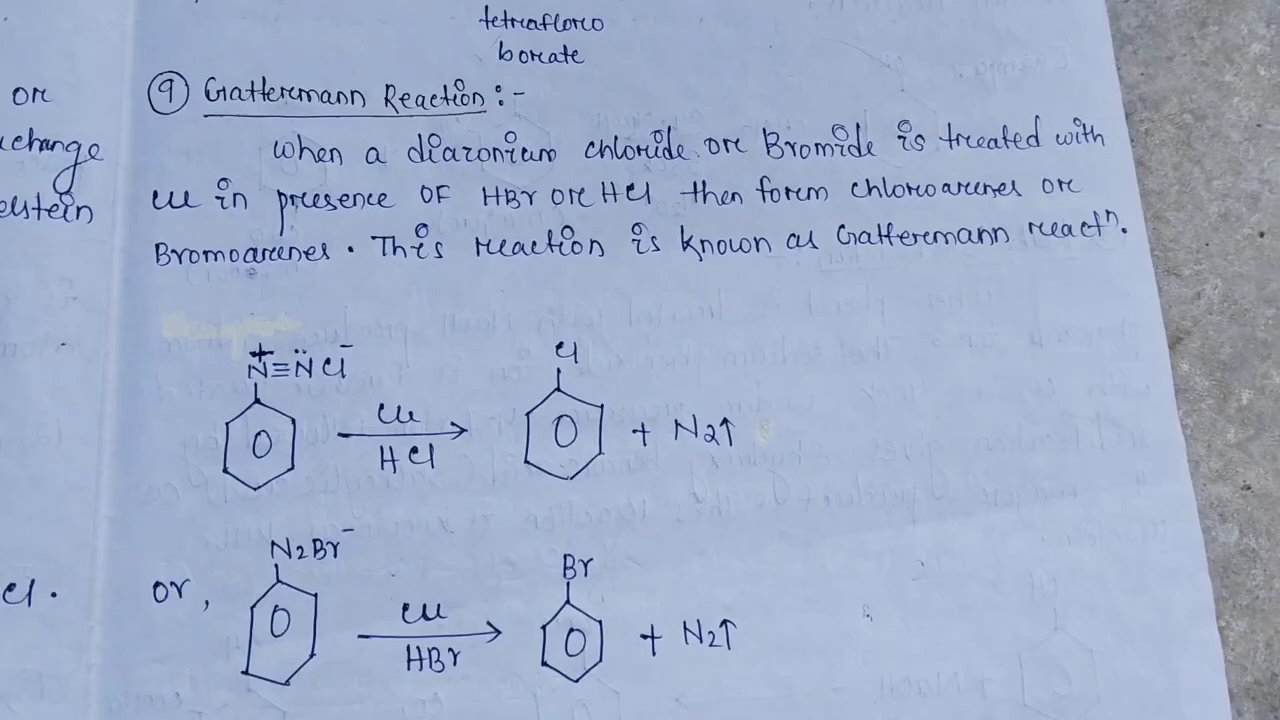 tetrafloro
borate
or
change
elstein
⑨ Gattermann Reaction :-
When a diazonium chloride or Bromide is treated with
Cu in presence of HBr or HCl then form chloroarenes or
Bromoarenes. This reaction is known as Gattermann reactⁿ.
N⁺≡N̈ Cl⁻
Cl
Cu
HCl
+ N₂↑
N₂Br⁻
Br
Cl.
or,
Cu
HBr
+ N₂↑